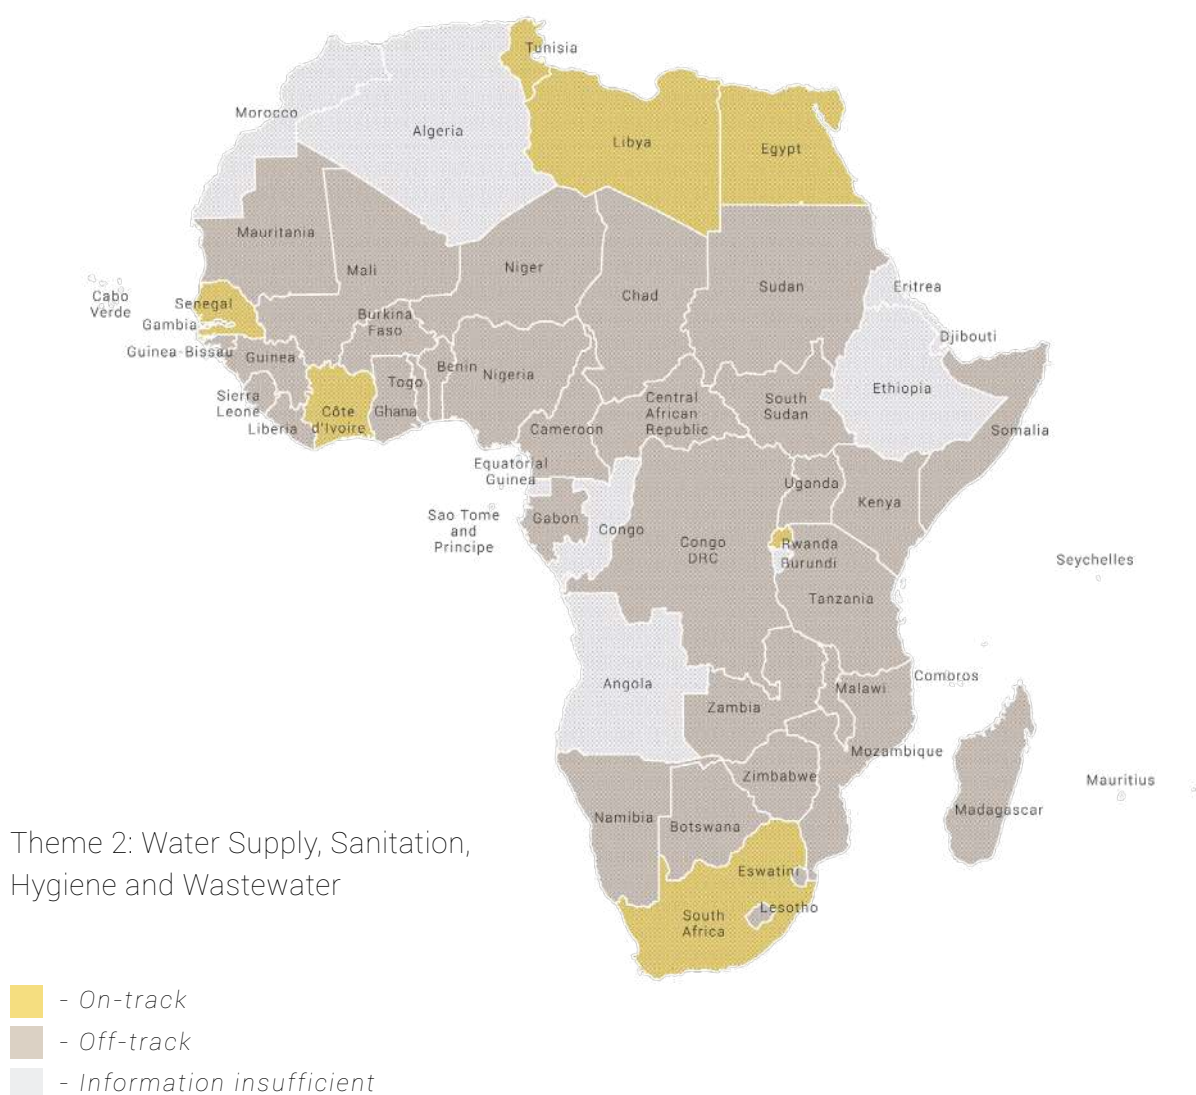 Tunisia
Morocco
Algeria
Libya
Egypt
Mauritania
Mali
Niger
Chad
Sudan
Eritrea
Cabo
Verde
Senegal
Gambia
Burkina
Faso
Djibouti
Guinea-Bissau
Guinea
Benin
Nigeria
Togo
Ethiopia
Sierra
Leone
Côte
d'Ivoire
Ghana
Central
African
Republic
South
Sudan
Liberia
Cameroon
Somalia
Equatorial
Guinea
Uganda
Kenya
Sao Tome
and
Principe
Gabon
Congo
Congo
DRC
Rwanda
Burundi
Seychelles
Tanzania
Angola
Zambia
Malawi
Comoros
Mozambique
Zimbabwe
Mauritius
Namibia
Botswana
Madagascar
Eswatini
Lesotho
South
Africa
Theme 2: Water Supply, Sanitation,
Hygiene and Wastewater
- On-track
- Off-track
- Information insufficient